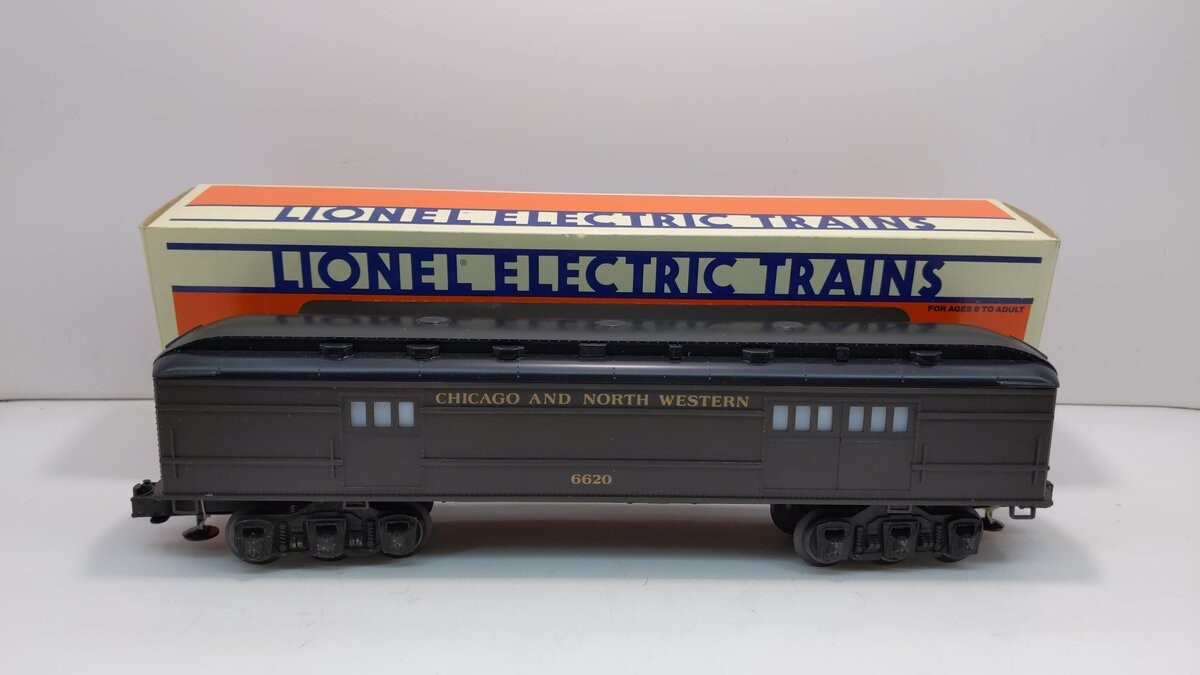 LIONEL ELECTRIC TRAINS
LIONEL® ELECTRIC TRAINS
FOR AGES 8 TO ADULT
CHICAGO AND NORTH WESTERN
6620